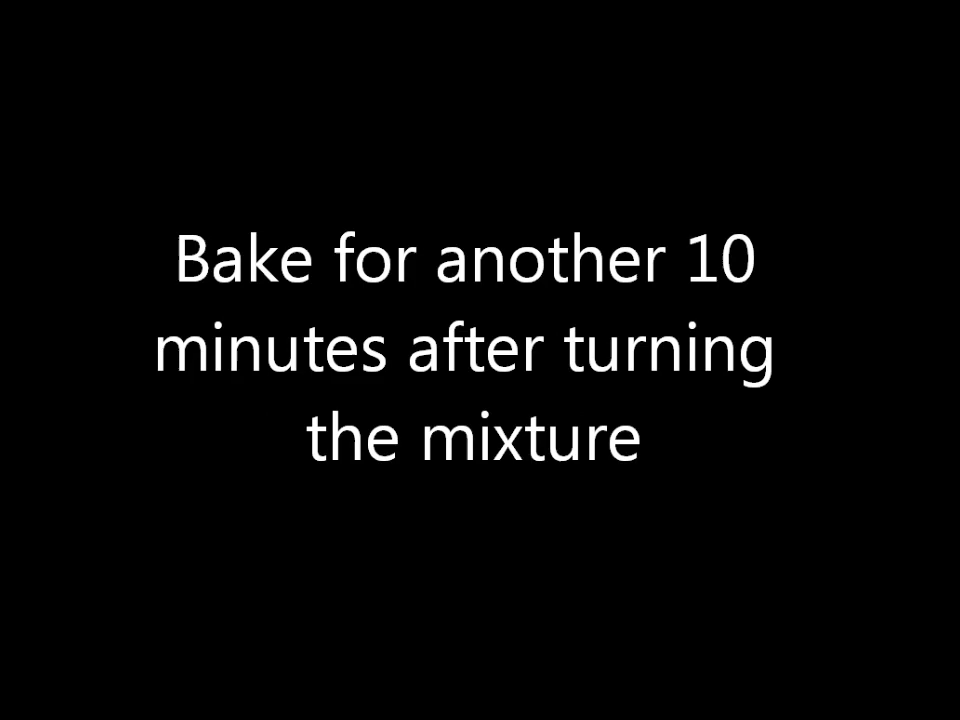 Bake for another 10
minutes after turning
the mixture